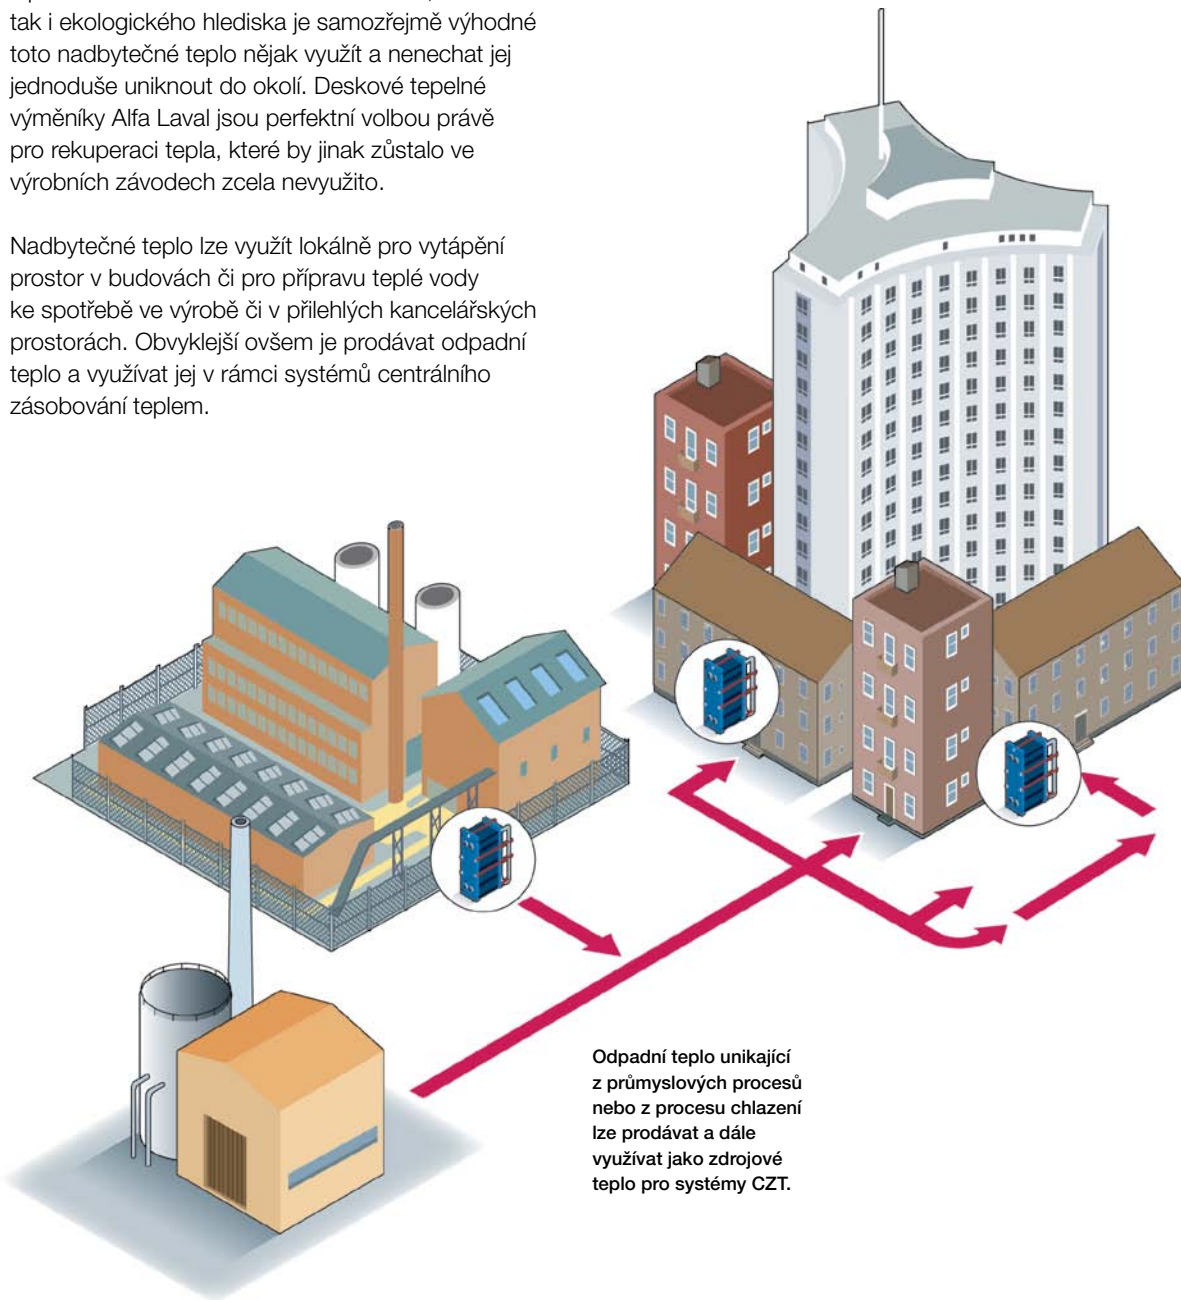 tak i ekologického hlediska je samozřejmě výhodné
toto nadbytečné teplo nějak využít a nenechat jej
jednoduše uniknout do okolí. Deskové tepelné
výměníky Alfa Laval jsou perfektní volbou právě
pro rekuperaci tepla, které by jinak zůstalo ve
výrobních závodech zcela nevyužito.
Nadbytečné teplo lze využít lokálně pro vytápění
prostor v budovách či pro přípravu teplé vody
ke spotřebě ve výrobě či v přilehlých kancelářských
prostorách. Obvyklejší ovšem je prodávat odpadní
teplo a využívat jej v rámci systémů centrálního
zásobování teplem.
Odpadní teplo unikající
z průmyslových procesů
nebo z procesu chlazení
lze prodávat a dále
využívat jako zdrojové
teplo pro systémy CZT.